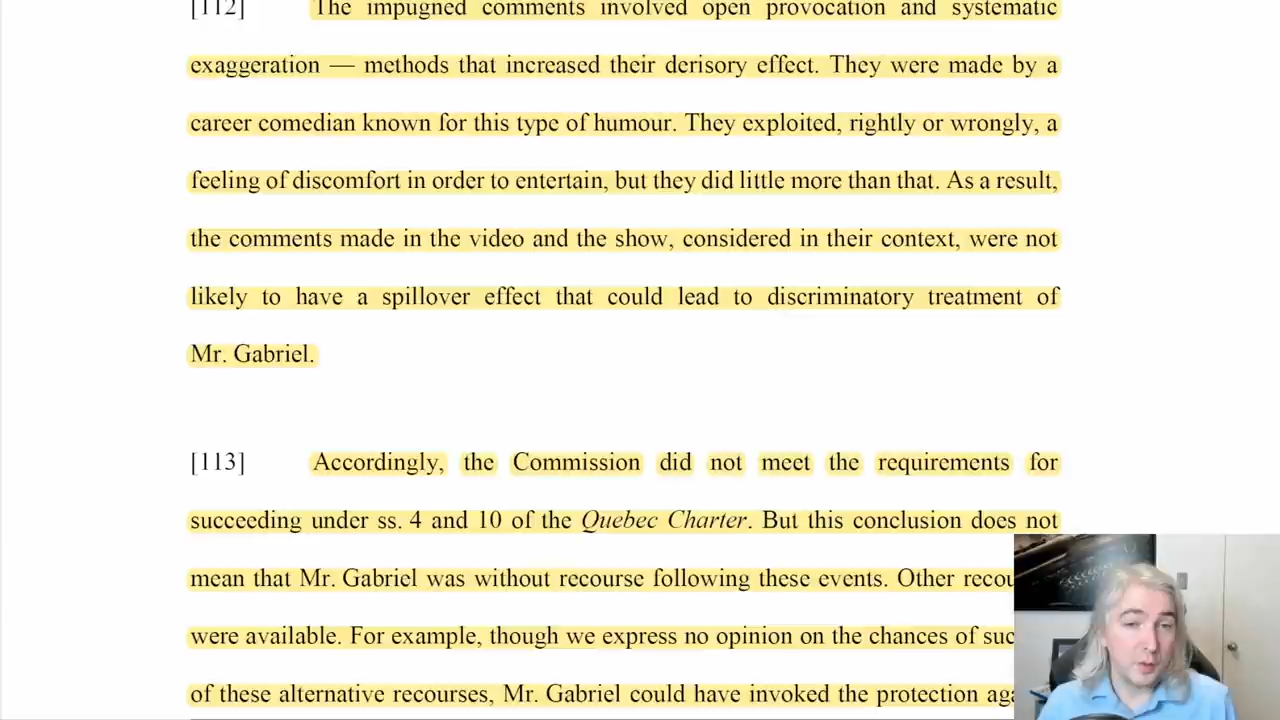 [112] The impugned comments involved open provocation and systematic
exaggeration — methods that increased their derisory effect. They were made by a
career comedian known for this type of humour. They exploited, rightly or wrongly, a
feeling of discomfort in order to entertain, but they did little more than that. As a result,
the comments made in the video and the show, considered in their context, were not
likely to have a spillover effect that could lead to discriminatory treatment of
Mr. Gabriel.
[113] Accordingly, the Commission did not meet the requirements for
succeeding under ss. 4 and 10 of the Quebec Charter. But this conclusion does not
mean that Mr. Gabriel was without recourse following these events. Other
were available. For example, though we express no opinion on the chances of
of these alternative recourses, Mr. Gabriel could have invoked the protection